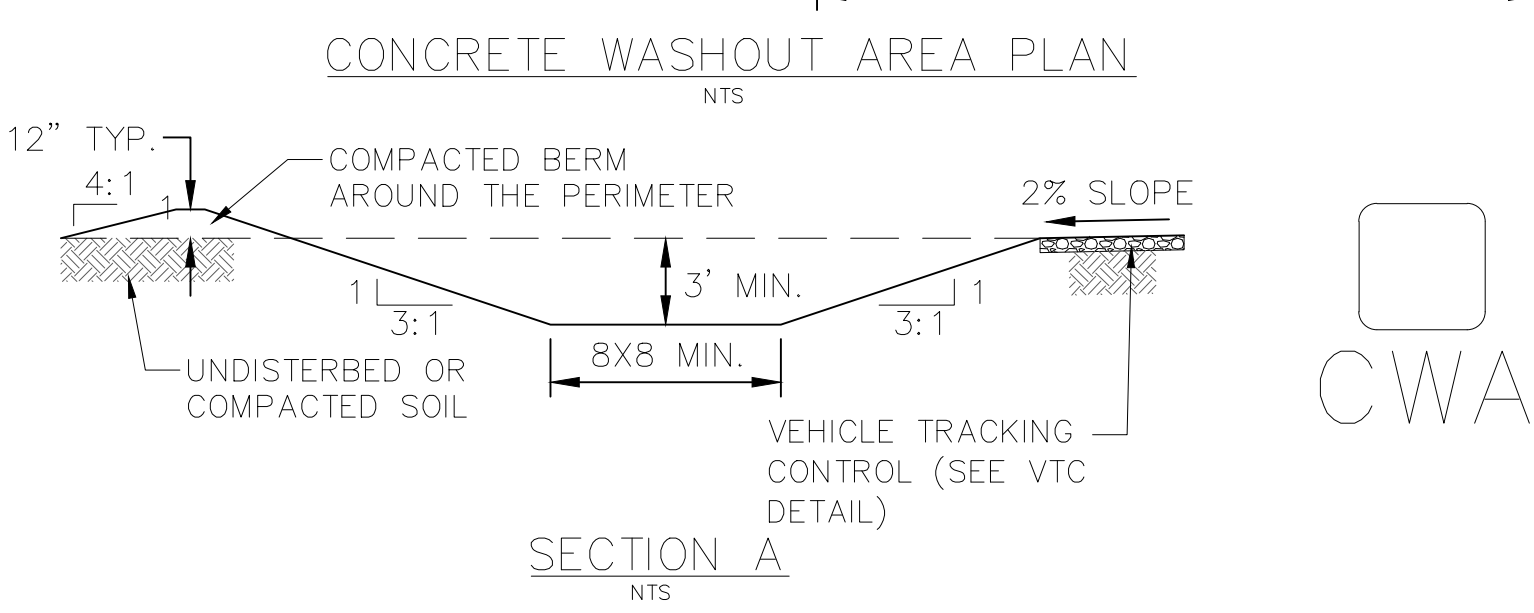 CONCRETE WASHOUT AREA PLAN
NTS
12" TYP.
4:1
1
COMPACTED BERM
AROUND THE PERIMETER
2% SLOPE
3' MIN.
1
3:1
1
3:1
8X8 MIN.
UNDISTERBED OR
COMPACTED SOIL
VEHICLE TRACKING
CONTROL (SEE VTC
DETAIL)
CWA
SECTION A
NTS